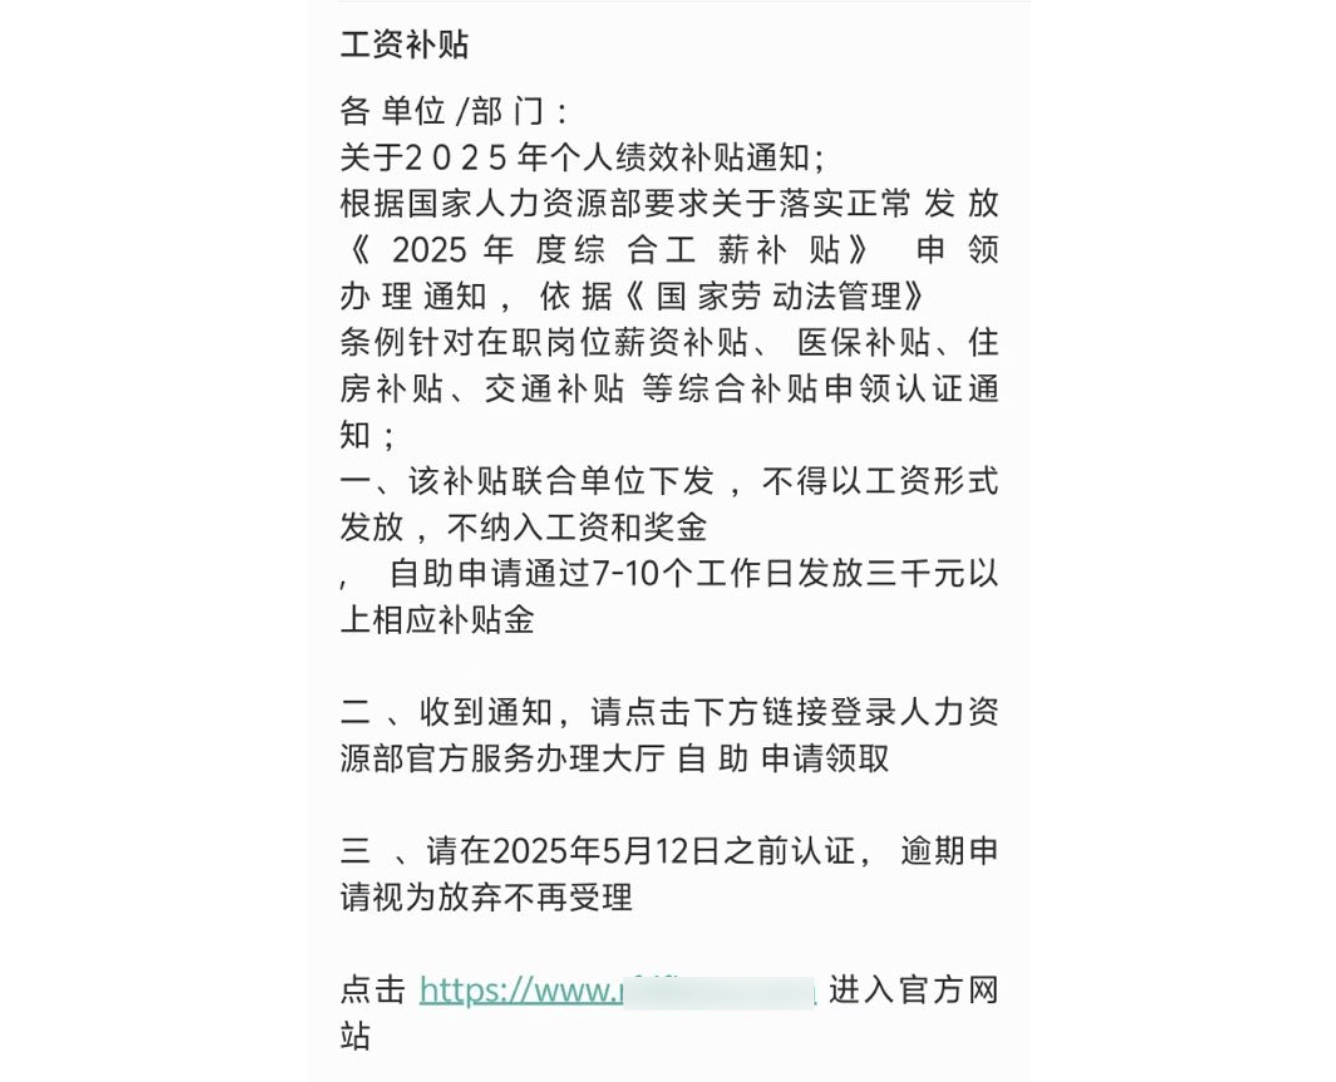 工资补贴
各 单位 /部 门 ：
关于2 0 2 5 年个人绩效补贴通知；
根据国家人力资源部要求关于落实正常 发 放
《 2025 年 度综 合工 薪补 贴》 申 领
办 理 通知 ， 依 据《 国 家劳 动法管理》
条例针对在职岗位薪资补贴、 医保补贴、住
房补贴、交通补贴 等综合补贴申领认证通
知 ；
一、该补贴联合单位下发 ，不得以工资形式
发放 ，不纳入工资和奖金
， 自助申请通过7-10个工作日发放三千元以
上相应补贴金
二 、收到通知，请点击下方链接登录人力资
源部官方服务办理大厅 自 助 申请领取
三 、请在2025年5月12日之前认证， 逾期申
请视为放弃不再受理
点击 https://www. 进入官方网
站